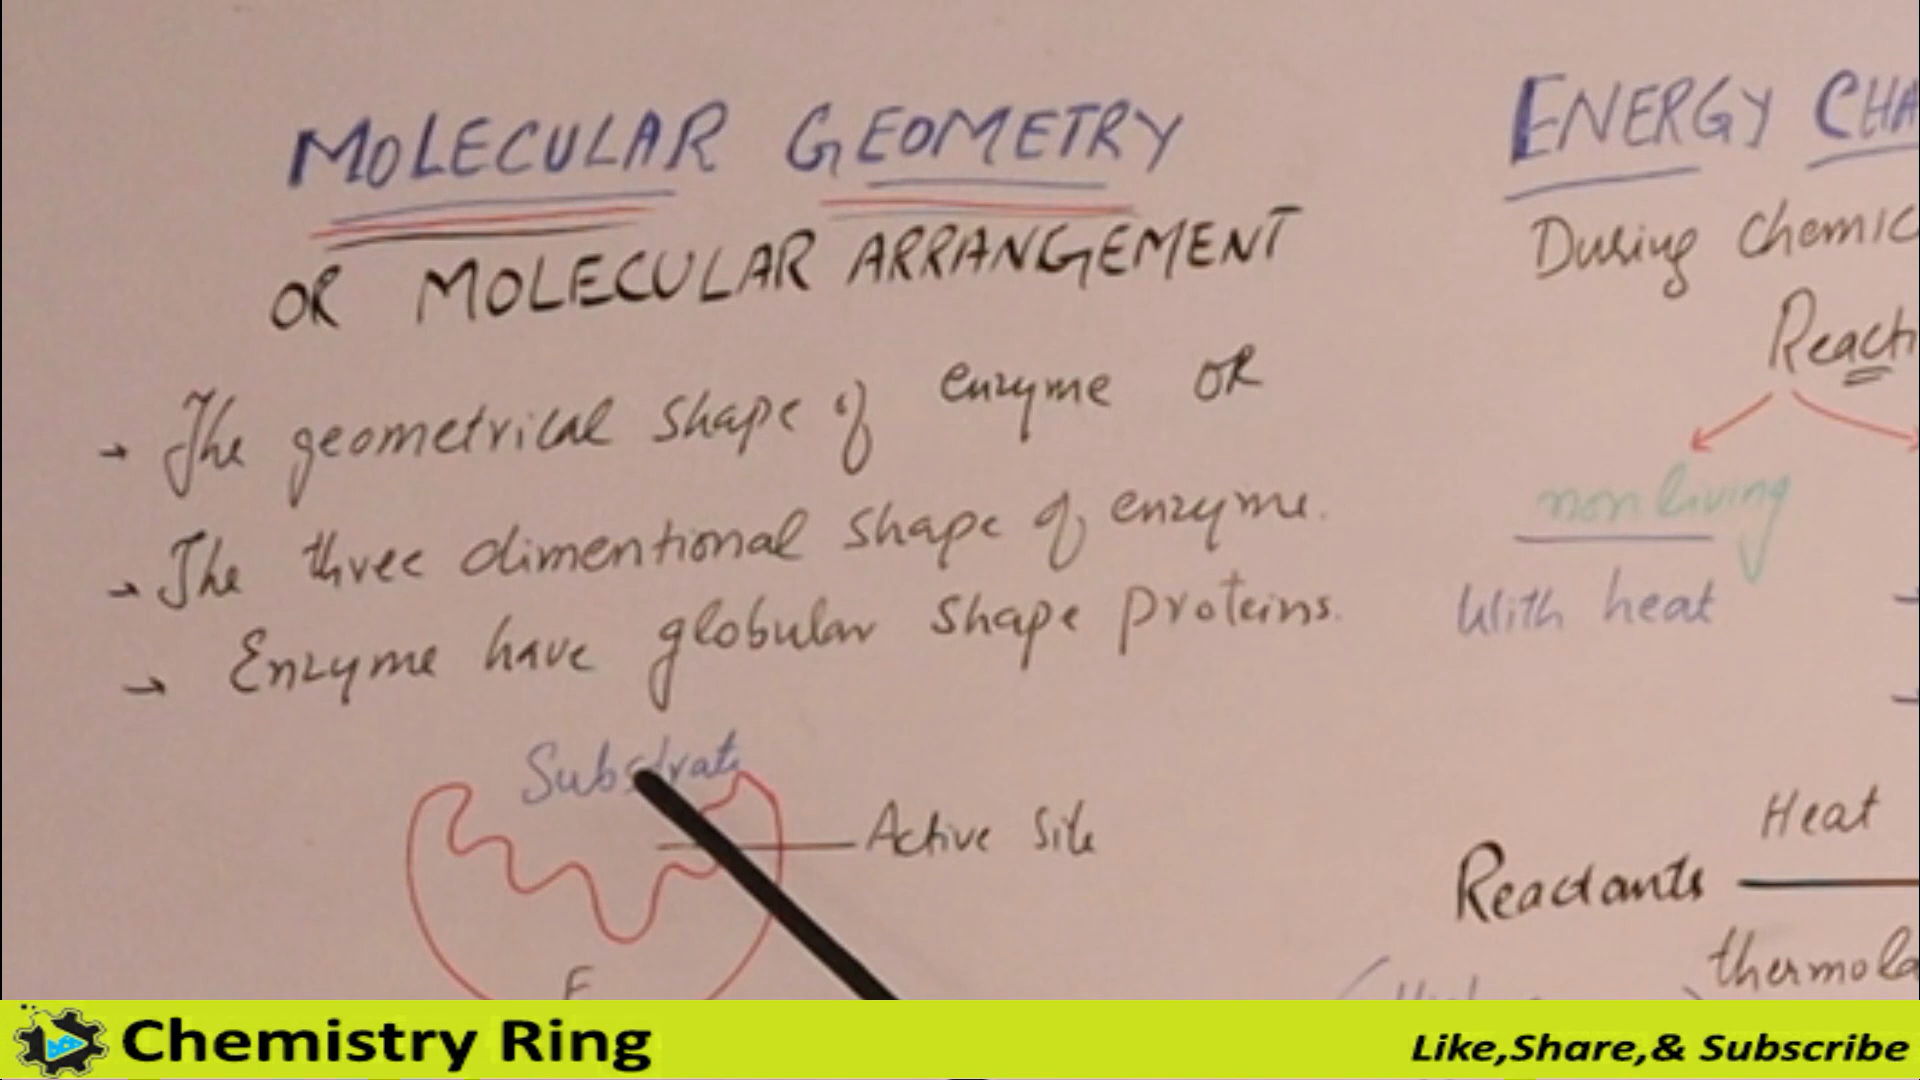 MOLECULAR GEOMETRY
OR MOLECULAR ARRANGEMENT
→ The geometrical shape of enzyme OR
→ The three dimentional shape of enzyme.
→ Enzyme have globular shape proteins.
Substrate
Active Site
E
ENERGY CHA
During Chemic
Reacti
non living
With heat
Heat
Reactants
thermola
Chemistry Ring
Like,Share,& Subscribe